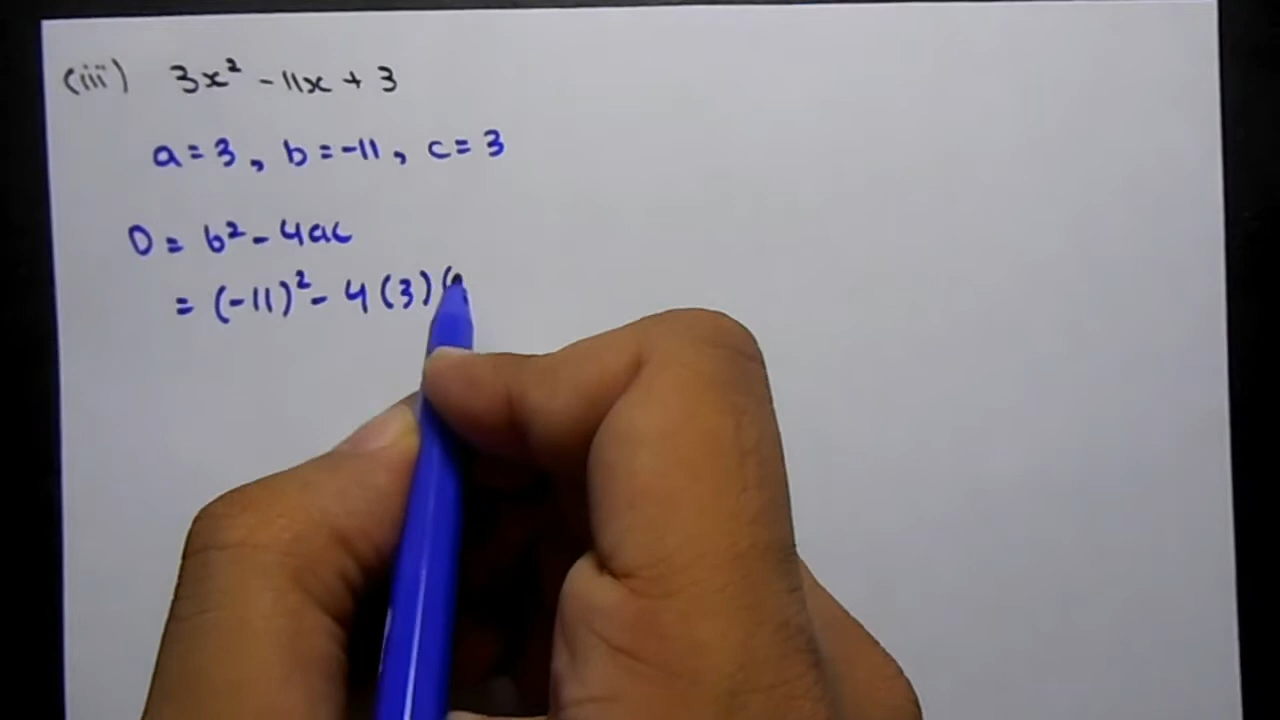 (iii) 3x² - 11x + 3
a = 3, b = -11, c = 3
D = b² - 4ac
= (-11)² - 4(3)(